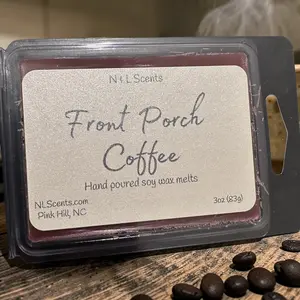 N & L Scents
Front Porch
Coffee
Hand poured soy wax melts
NLScents.com
Pink Hill, NC
3oz (83g)